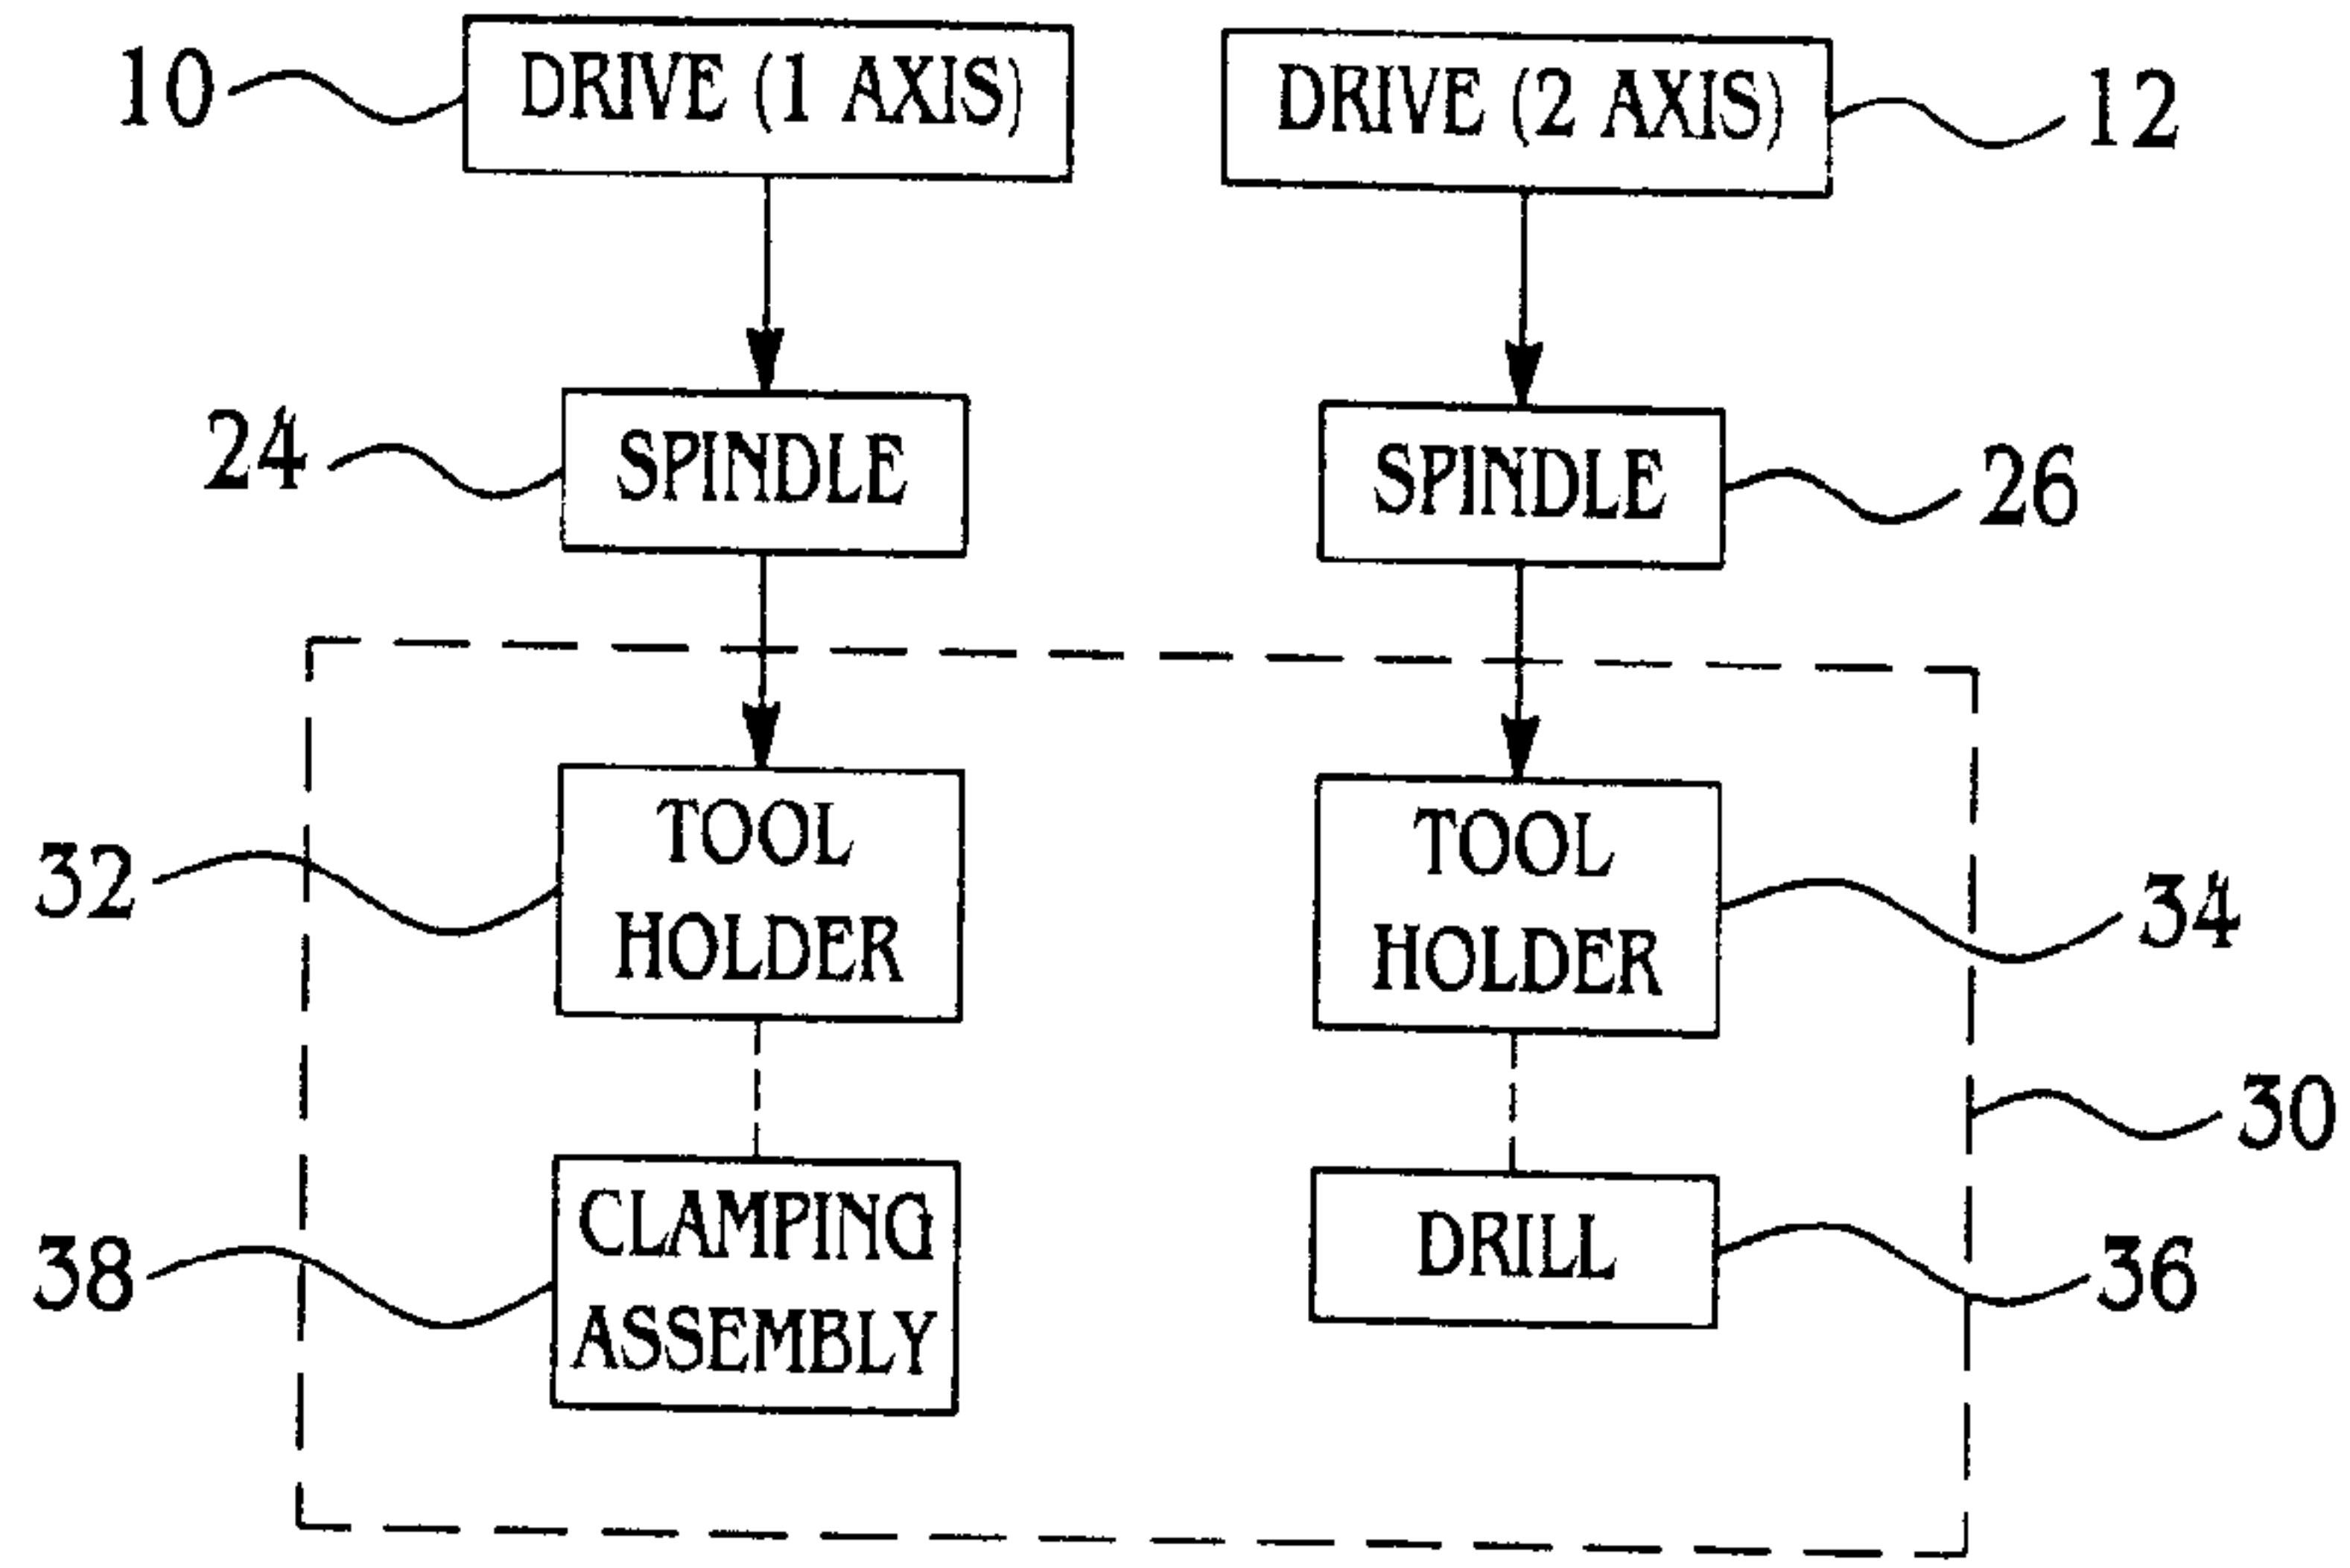 10 DRIVE (1 AXIS) DRIVE (2 AXIS) 12
24 SPINDLE SPINDLE 26
TOOL TOOL
32 34
HOLDER HOLDER
30
CLAMPING DRILL
38 36
ASSEMBLY